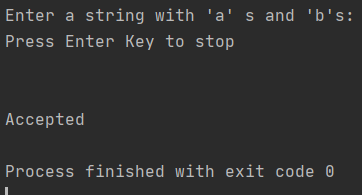 Enter a string with 'a' s and 'b's:
Press Enter Key to stop
Accepted
Process finished with exit code 0